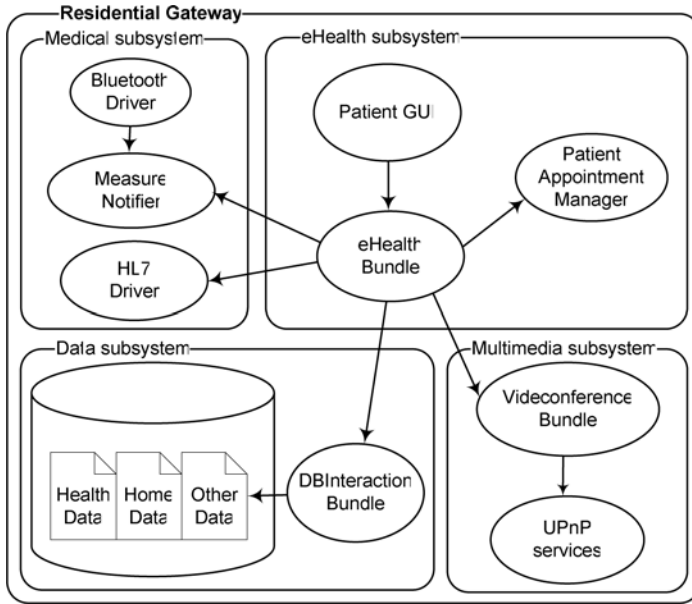 Residential Gateway
Medical subsystem
Bluetooth
Driver
Measure
Notifier
HL7
Driver
eHealth subsystem
Patient GUI
Patient
Appointment
Manager
eHealth
Bundle
Data subsystem
Health
Data
Home
Data
Other
Data
DBInteraction
Bundle
Multimedia subsystem
Videconference
Bundle
UPnP
services